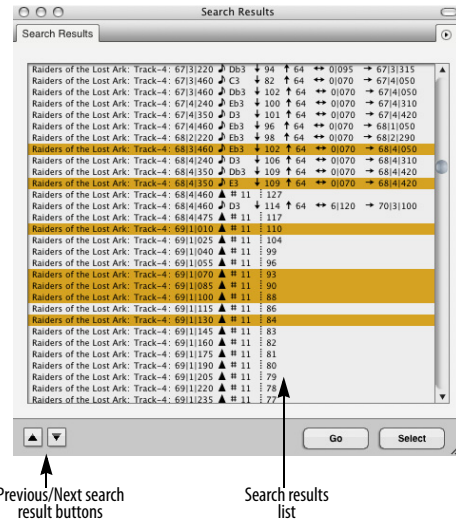 Search Results
Search Results
Raiders of the Lost Ark: Track-4: 67|3|220 ♪ Db3 ↓ 94 ↑ 64 ↔ 0|095 → 67|3|315
Raiders of the Lost Ark: Track-4: 67|3|460 ♪ C3 ↓ 82 ↑ 64 ↔ 0|070 → 67|4|050
Raiders of the Lost Ark: Track-4: 67|3|460 ♪ Db3 ↓ 102 ↑ 64 ↔ 0|070 → 67|4|050
Raiders of the Lost Ark: Track-4: 67|4|240 ♪ Eb3 ↓ 100 ↑ 64 ↔ 0|070 → 67|4|310
Raiders of the Lost Ark: Track-4: 67|4|350 ♪ D3 ↓ 101 ↑ 64 ↔ 0|070 → 67|4|420
Raiders of the Lost Ark: Track-4: 67|4|460 ♪ Eb3 ↓ 96 ↑ 64 ↔ 0|070 → 68|1|050
Raiders of the Lost Ark: Track-4: 68|2|220 ♪ Eb3 ↓ 98 ↑ 64 ↔ 0|070 → 68|2|290
Raiders of the Lost Ark: Track-4: 68|3|460 ♪ Eb3 ↓ 102 ↑ 64 ↔ 0|070 → 68|4|050
Raiders of the Lost Ark: Track-4: 68|4|240 ♪ D3 ↓ 106 ↑ 64 ↔ 0|070 → 68|4|310
Raiders of the Lost Ark: Track-4: 68|4|350 ♪ Db3 ↓ 109 ↑ 64 ↔ 0|070 → 68|4|420
Raiders of the Lost Ark: Track-4: 68|4|350 ♪ E3 ↓ 109 ↑ 64 ↔ 0|070 → 68|4|420
Raiders of the Lost Ark: Track-4: 68|4|460 ▲ # 11 ⋮ 127
Raiders of the Lost Ark: Track-4: 68|4|460 ♪ D3 ↓ 114 ↑ 64 ↔ 6|120 → 70|3|100
Raiders of the Lost Ark: Track-4: 68|4|475 ▲ # 11 ⋮ 117
Raiders of the Lost Ark: Track-4: 69|1|010 ▲ # 11 ⋮ 110
Raiders of the Lost Ark: Track-4: 69|1|025 ▲ # 11 ⋮ 104
Raiders of the Lost Ark: Track-4: 69|1|040 ▲ # 11 ⋮ 99
Raiders of the Lost Ark: Track-4: 69|1|055 ▲ # 11 ⋮ 96
Raiders of the Lost Ark: Track-4: 69|1|070 ▲ # 11 ⋮ 93
Raiders of the Lost Ark: Track-4: 69|1|085 ▲ # 11 ⋮ 90
Raiders of the Lost Ark: Track-4: 69|1|100 ▲ # 11 ⋮ 88
Raiders of the Lost Ark: Track-4: 69|1|115 ▲ # 11 ⋮ 86
Raiders of the Lost Ark: Track-4: 69|1|130 ▲ # 11 ⋮ 84
Raiders of the Lost Ark: Track-4: 69|1|145 ▲ # 11 ⋮ 83
Raiders of the Lost Ark: Track-4: 69|1|160 ▲ # 11 ⋮ 82
Raiders of the Lost Ark: Track-4: 69|1|175 ▲ # 11 ⋮ 81
Raiders of the Lost Ark: Track-4: 69|1|190 ▲ # 11 ⋮ 80
Raiders of the Lost Ark: Track-4: 69|1|205 ▲ # 11 ⋮ 79
Raiders of the Lost Ark: Track-4: 69|1|220 ▲ # 11 ⋮ 78
Raiders of the Lost Ark: Track-4: 69|1|235 ▲ # 11 ⋮ 77
Go
Select
Previous/Next search
result buttons
Search results
list